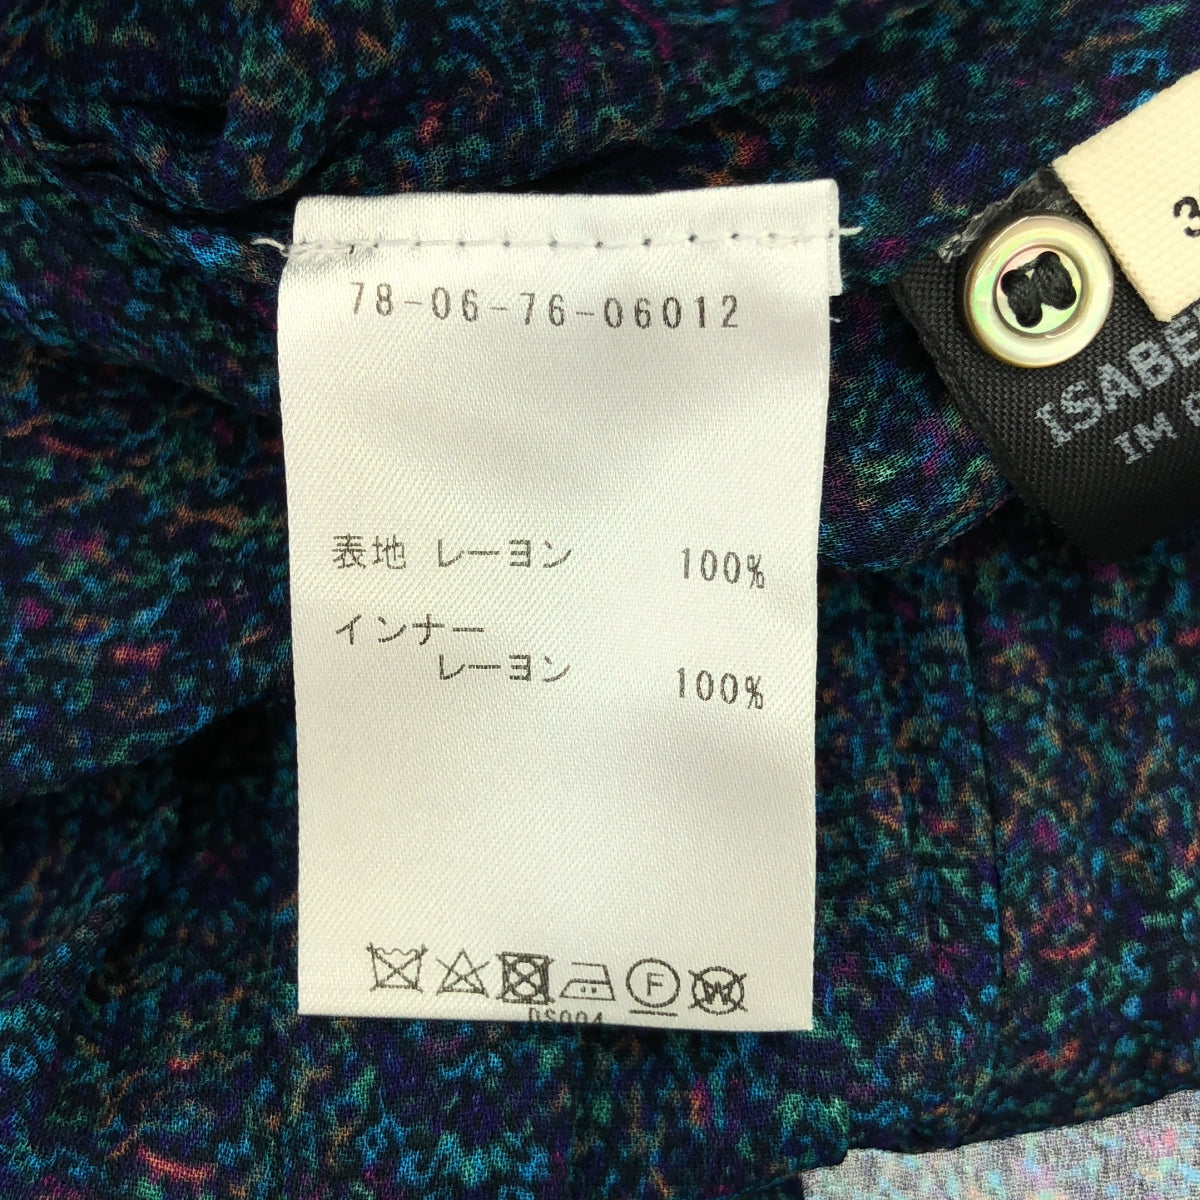 78-06-76-06012
表地 レーヨン 100%
インナー
レーヨン 100%
F
W
DS004
3
ISABE
IM